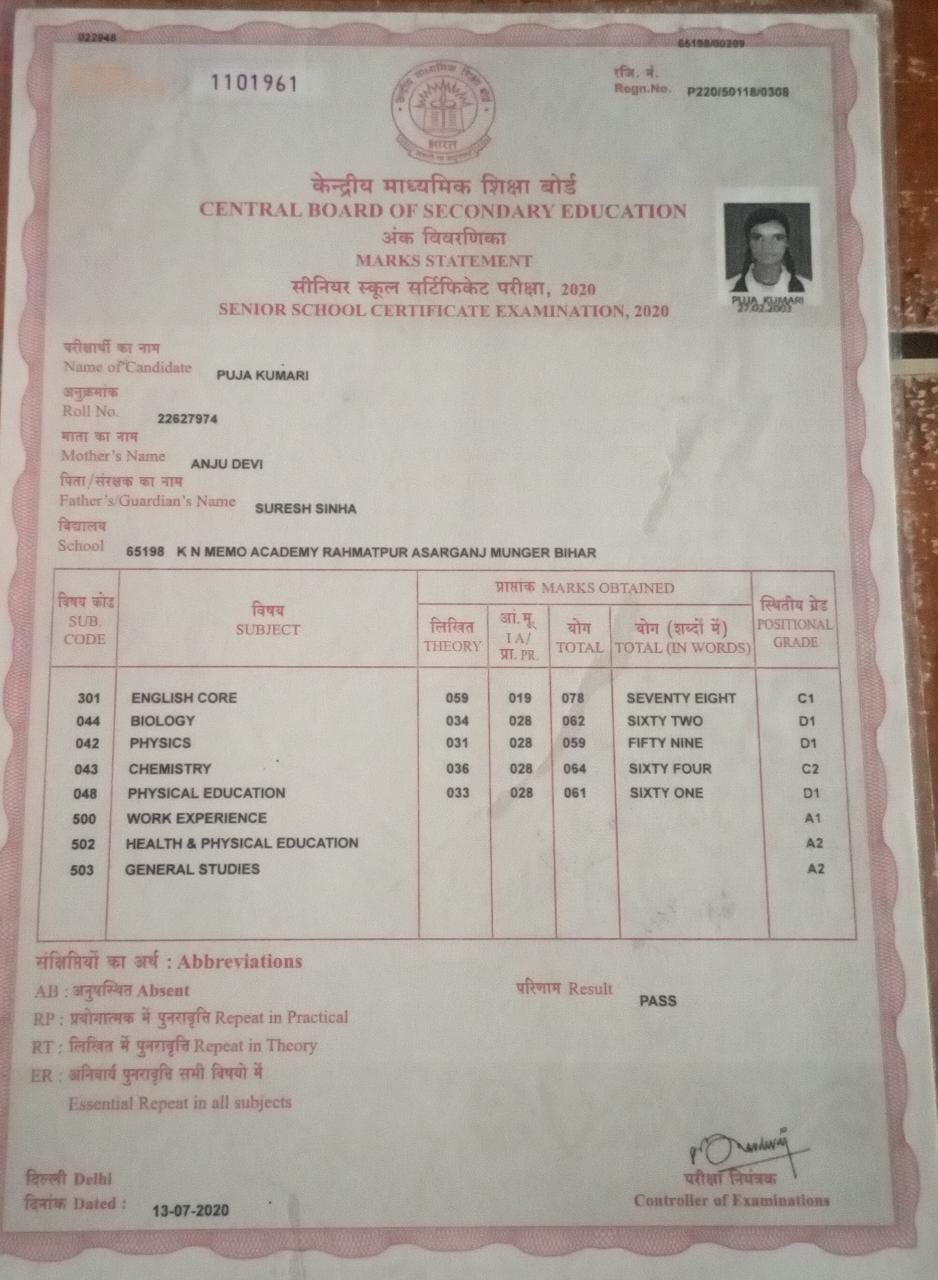 022948
65198/00299
1101961
रजि. नं.
Regn.No. P220/50118/0308
केन्द्रीय माध्यमिक शिक्षा बोर्ड
भारत
केन्द्रीय माध्यमिक शिक्षा बोर्ड
CENTRAL BOARD OF SECONDARY EDUCATION
अंक विवरणिका
MARKS STATEMENT
सीनियर स्कूल सर्टिफिकेट परीक्षा, 2020
SENIOR SCHOOL CERTIFICATE EXAMINATION, 2020
PUJA KUMARI
27.02.2003
परीक्षार्थी का नाम
Name of Candidate PUJA KUMARI
अनुक्रमांक
Roll No. 22627974
माता का नाम
Mother's Name ANJU DEVI
पिता/संरक्षक का नाम
Father's/Guardian's Name SURESH SINHA
विद्यालय
School 65198 K N MEMO ACADEMY RAHMATPUR ASARGANJ MUNGER BIHAR
विषय कोड
SUB.
CODE
विषय
SUBJECT
प्राप्तांक MARKS OBTAINED
लिखित
THEORY
आं.मू.
I A/
प्रा. PR.
योग
TOTAL
योग (शब्दों में)
TOTAL (IN WORDS)
स्थितीय ग्रेड
POSITIONAL
GRADE
301 ENGLISH CORE 059 019 078 SEVENTY EIGHT C1
044 BIOLOGY 034 028 062 SIXTY TWO D1
042 PHYSICS 031 028 059 FIFTY NINE D1
043 CHEMISTRY 036 028 064 SIXTY FOUR C2
048 PHYSICAL EDUCATION 033 028 061 SIXTY ONE D1
500 WORK EXPERIENCE A1
502 HEALTH & PHYSICAL EDUCATION A2
503 GENERAL STUDIES A2
संक्षिप्तियों का अर्थ : Abbreviations
AB : अनुपस्थित Absent
परिणाम Result PASS
RP : प्रयोगात्मक में पुनरावृत्ति Repeat in Practical
RT : लिखित में पुनरावृत्ति Repeat in Theory
ER : अनिवार्य पुनरावृत्ति सभी विषयो में
Essential Repeat in all subjects
दिल्ली Delhi
दिनांक Dated : 13-07-2020
परीक्षा नियंत्रक
Controller of Examinations